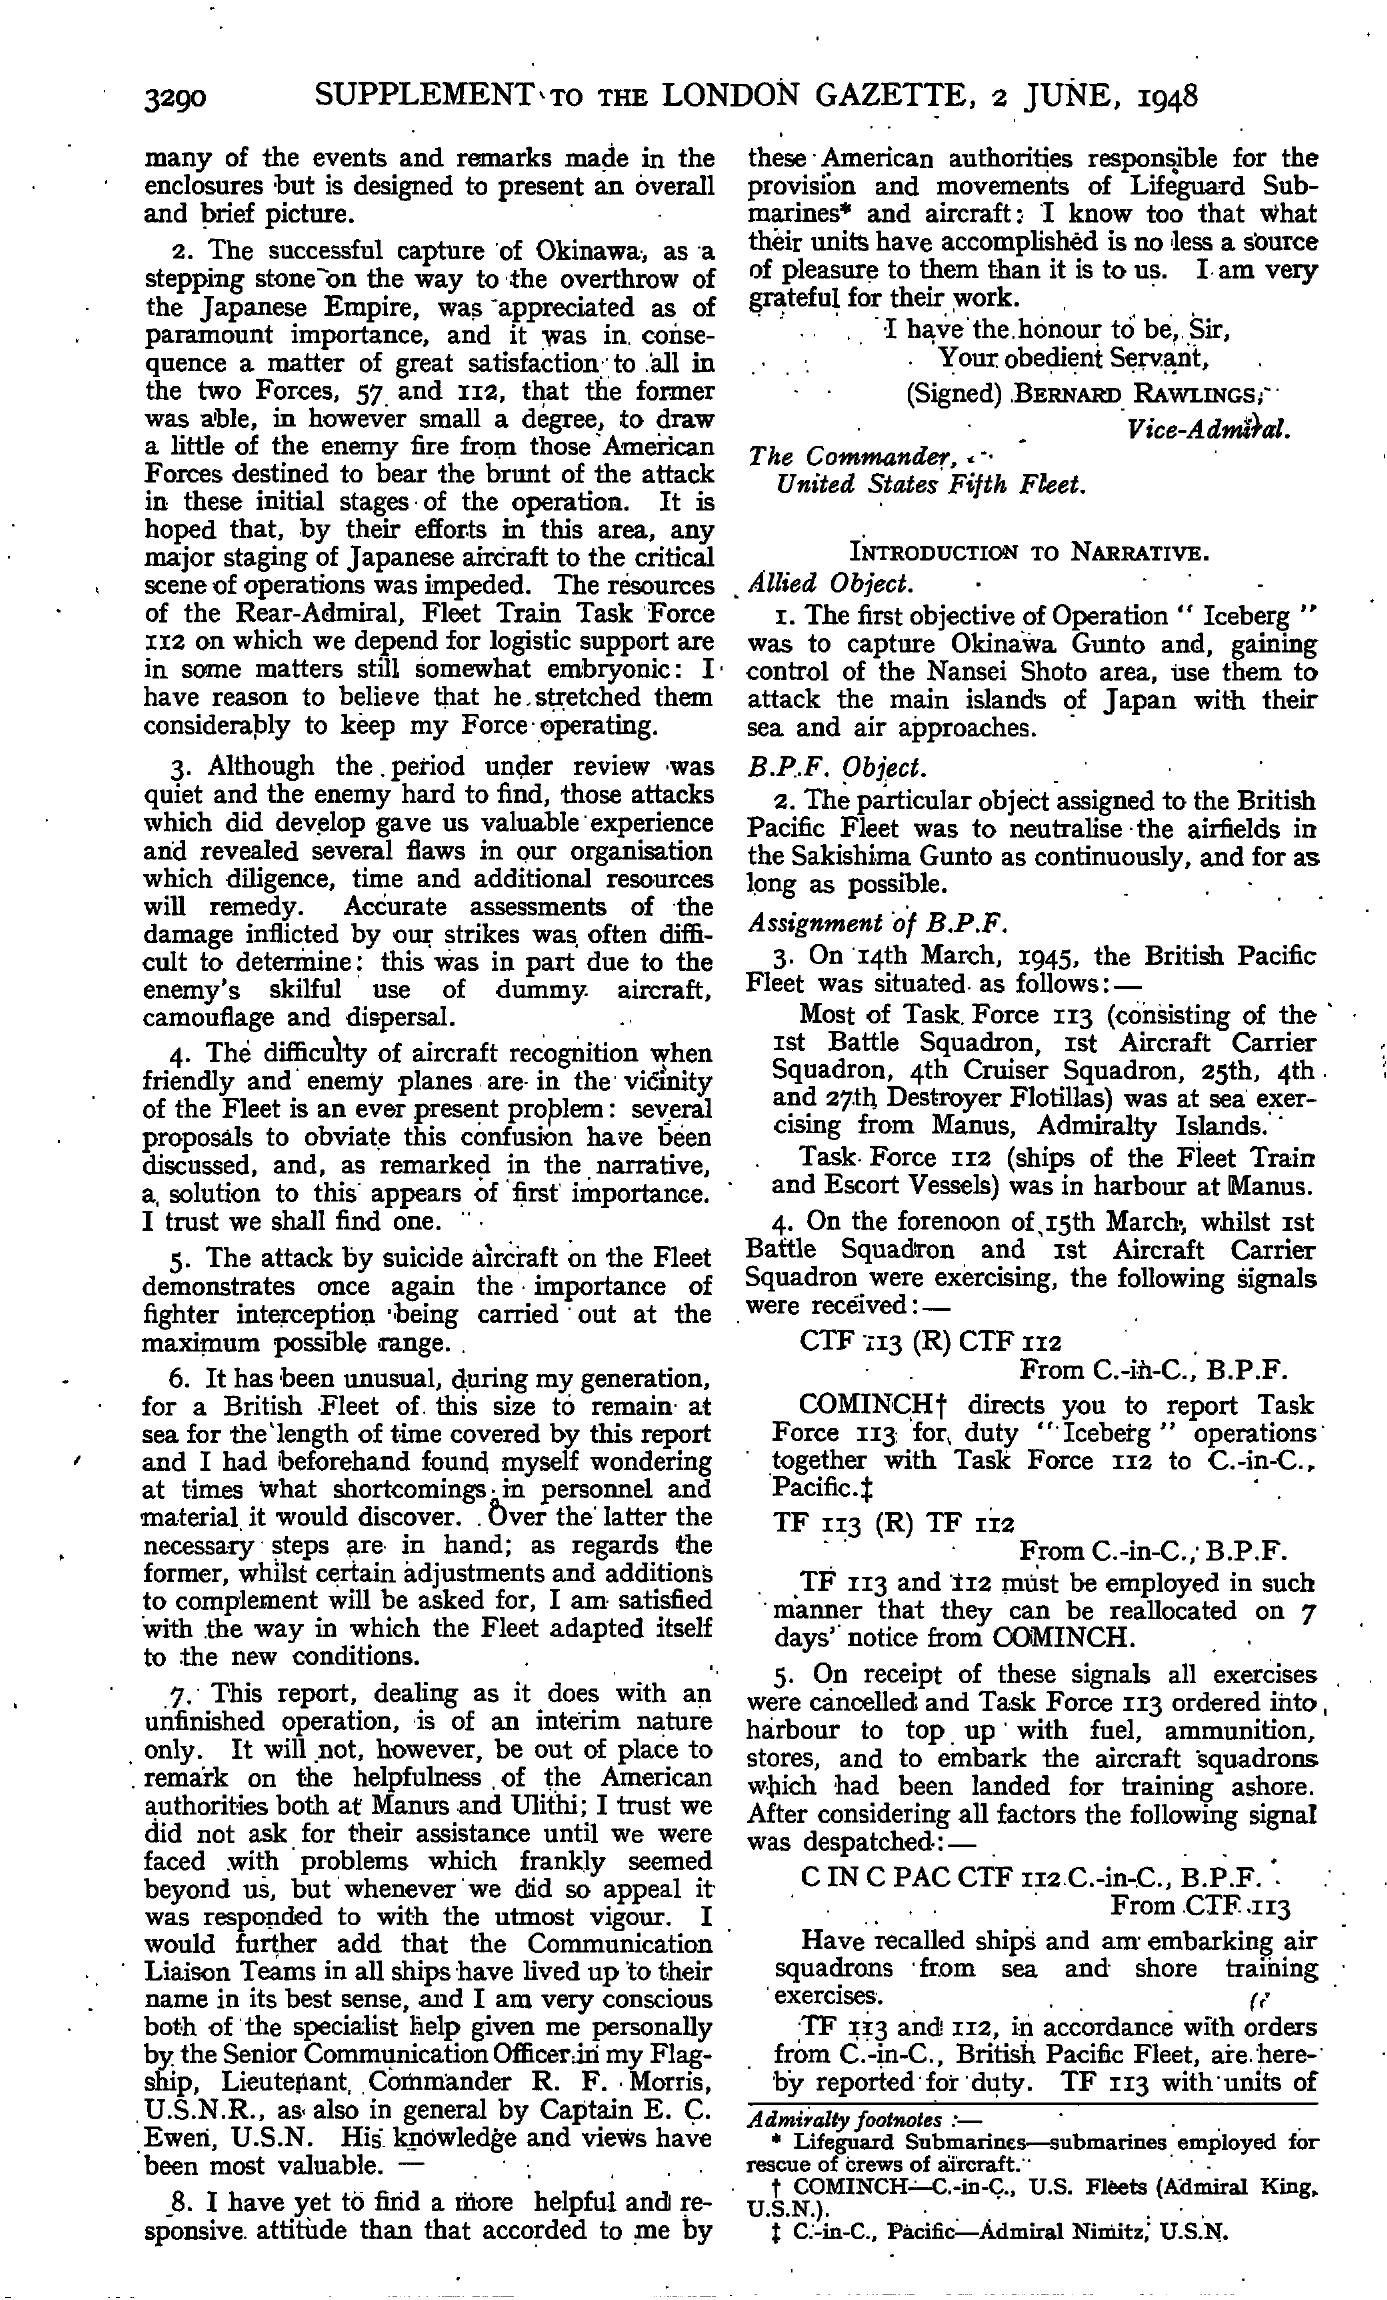 3290 SUPPLEMENT TO THE LONDON GAZETTE, 2 JUNE, 1948
many of the events and remarks made in the
enclosures but is designed to present an overall
and brief picture.
2. The successful capture of Okinawa, as a
stepping stone on the way to the overthrow of
the Japanese Empire, was appreciated as of
paramount importance, and it was in conse-
quence a matter of great satisfaction to all in
the two Forces, 57 and 112, that the former
was able, in however small a degree, to draw
a little of the enemy fire from those American
Forces destined to bear the brunt of the attack
in these initial stages of the operation. It is
hoped that, by their efforts in this area, any
major staging of Japanese aircraft to the critical
scene of operations was impeded. The resources
of the Rear-Admiral, Fleet Train Task Force
112 on which we depend for logistic support are
in some matters still somewhat embryonic: I
have reason to believe that he stretched them
considerably to keep my Force operating.
3. Although the period under review was
quiet and the enemy hard to find, those attacks
which did develop gave us valuable experience
and revealed several flaws in our organisation
which diligence, time and additional resources
will remedy. Accurate assessments of the
damage inflicted by our strikes was often diffi-
cult to determine: this was in part due to the
enemy's skilful use of dummy aircraft,
camouflage and dispersal.
4. The difficulty of aircraft recognition when
friendly and enemy planes are in the vicinity
of the Fleet is an ever present problem: several
proposals to obviate this confusion have been
discussed, and, as remarked in the narrative,
a solution to this appears of first importance.
I trust we shall find one.
5. The attack by suicide aircraft on the Fleet
demonstrates once again the importance of
fighter interception being carried out at the
maximum possible range.
6. It has been unusual, during my generation,
for a British Fleet of this size to remain at
sea for the length of time covered by this report
and I had beforehand found myself wondering
at times what shortcomings in personnel and
material it would discover. Over the latter the
necessary steps are in hand; as regards the
former, whilst certain adjustments and additions
to complement will be asked for, I am satisfied
with the way in which the Fleet adapted itself
to the new conditions.
7. This report, dealing as it does with an
unfinished operation, is of an interim nature
only. It will not, however, be out of place to
remark on the helpfulness of the American
authorities both at Manus and Ulithi; I trust we
did not ask for their assistance until we were
faced with problems which frankly seemed
beyond us, but whenever we did so appeal it
was responded to with the utmost vigour. I
would further add that the Communication
Liaison Teams in all ships have lived up to their
name in its best sense, and I am very conscious
both of the specialist help given me personally
by the Senior Communication Officer in my Flag-
ship, Lieutenant Commander R. F. Morris,
U.S.N.R., as also in general by Captain E. C.
Ewen, U.S.N. His knowledge and views have
been most valuable. —
8. I have yet to find a more helpful and re-
sponsive attitude than that accorded to me by
these American authorities responsible for the
provision and movements of Lifeguard Sub-
marines* and aircraft: I know too that what
their units have accomplished is no less a source
of pleasure to them than it is to us. I am very
grateful for their work.
I have the honour to be, Sir,
Your obedient Servant,
(Signed) BERNARD RAWLINGS,
Vice-Admiral.
The Commander,
United States Fifth Fleet.
INTRODUCTION TO NARRATIVE.
Allied Object.
1. The first objective of Operation " Iceberg "
was to capture Okinawa Gunto and, gaining
control of the Nansei Shoto area, use them to
attack the main islands of Japan with their
sea and air approaches.
B.P.F. Object.
2. The particular object assigned to the British
Pacific Fleet was to neutralise the airfields in
the Sakishima Gunto as continuously, and for as
long as possible.
Assignment of B.P.F.
3. On 14th March, 1945, the British Pacific
Fleet was situated as follows:—
Most of Task Force 113 (consisting of the
1st Battle Squadron, 1st Aircraft Carrier
Squadron, 4th Cruiser Squadron, 25th, 4th
and 27th Destroyer Flotillas) was at sea exer-
cising from Manus, Admiralty Islands.
Task Force 112 (ships of the Fleet Train
and Escort Vessels) was in harbour at Manus.
4. On the forenoon of 15th March, whilst 1st
Battle Squadron and 1st Aircraft Carrier
Squadron were exercising, the following signals
were received:—
CTF 113 (R) CTF 112
From C.-in-C., B.P.F.
COMINCH† directs you to report Task
Force 113 for duty " Iceberg " operations
together with Task Force 112 to C.-in-C.,
Pacific.‡
TF 113 (R) TF 112
From C.-in-C., B.P.F.
TF 113 and 112 must be employed in such
manner that they can be reallocated on 7
days' notice from COMINCH.
5. On receipt of these signals all exercises
were cancelled and Task Force 113 ordered into
harbour to top up with fuel, ammunition,
stores, and to embark the aircraft squadrons
which had been landed for training ashore.
After considering all factors the following signal
was despatched:—
C IN C PAC CTF 112 C.-in-C., B.P.F.
From CTF 113
Have recalled ships and am embarking air
squadrons from sea and shore training
exercises.
TF 113 and 112, in accordance with orders
from C.-in-C., British Pacific Fleet, are here-
by reported for duty. TF 113 with units of
Admiralty footnotes :—
* Lifeguard Submarines—submarines employed for
rescue of crews of aircraft.
† COMINCH—C.-in-C., U.S. Fleets (Admiral King,
U.S.N.).
‡ C.-in-C., Pacific—Admiral Nimitz, U.S.N.